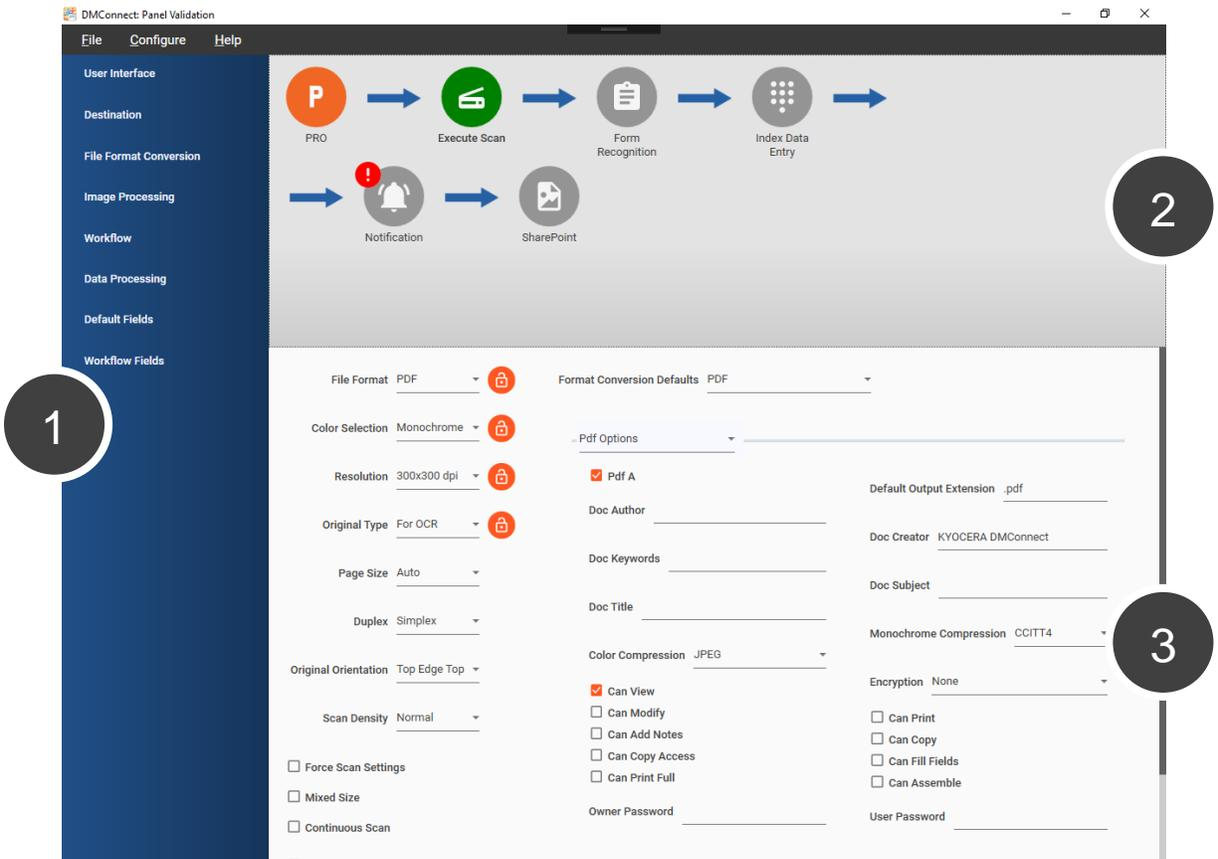 DMConnect: Panel Validation
File Configure Help
User Interface
Destination
File Format Conversion
Image Processing
Workflow
Data Processing
Default Fields
Workflow Fields
1
P
PRO
Execute Scan
Form
Recognition
Index Data
Entry
!
Notification
SharePoint
2
File Format PDF
Color Selection Monochrome
Resolution 300x300 dpi
Original Type For OCR
Page Size Auto
Duplex Simplex
Original Orientation Top Edge Top
Scan Density Normal
Force Scan Settings
Mixed Size
Continuous Scan
Format Conversion Defaults PDF
Pdf Options
Pdf A
Doc Author
Doc Keywords
Doc Title
Color Compression JPEG
Can View
Can Modify
Can Add Notes
Can Copy Access
Can Print Full
Owner Password
Default Output Extension .pdf
Doc Creator KYOCERA DMConnect
Doc Subject
Monochrome Compression CCITT4
Encryption None
Can Print
Can Copy
Can Fill Fields
Can Assemble
User Password
3